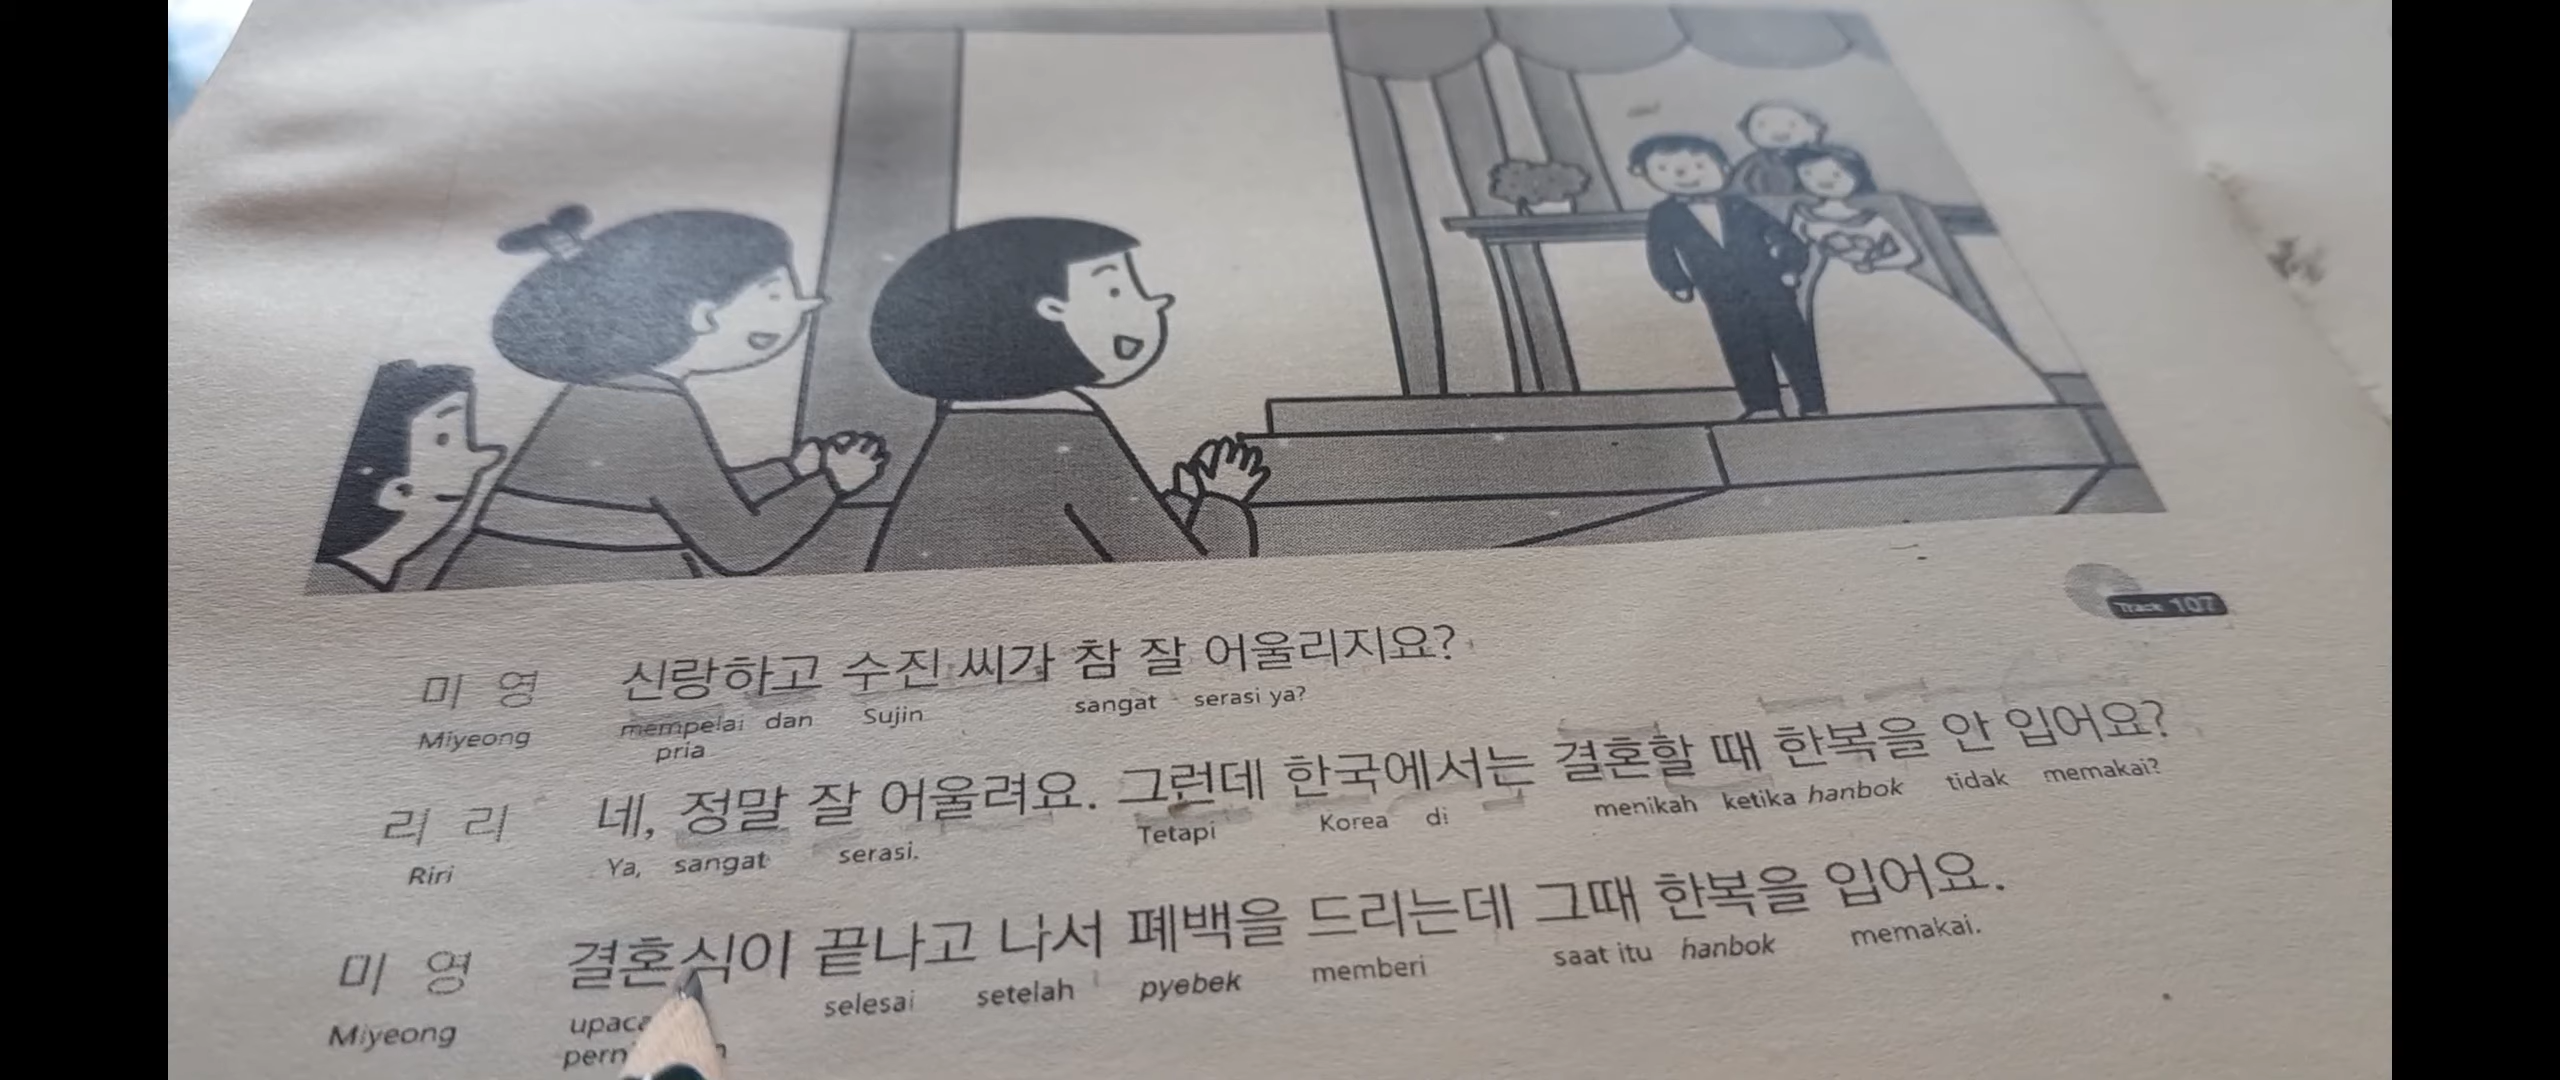 Track 107
미 영 신랑하고 수진 씨가 참 잘 어울리지요?
Miyeong mempelai dan Sujin sangat serasi ya?
pria
리 리 네, 정말 잘 어울려요. 그런데 한국에서는 결혼할 때 한복을 안 입어요?
Riri Ya, sangat serasi. Tetapi Korea di menikah ketika hanbok tidak memakai?
미 영 결혼식이 끝나고 나서 폐백을 드리는데 그때 한복을 입어요.
Miyeong selesai setelah pyebek memberi saat itu hanbok memakai.